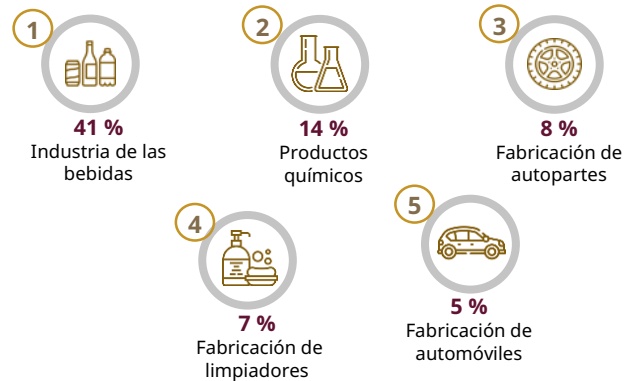 1
41 %
Industria de las
bebidas
2
14 %
Productos
químicos
3
8 %
Fabricación de
autopartes
4
7 %
Fabricación de
limpiadores
5
5 %
Fabricación de
automóviles